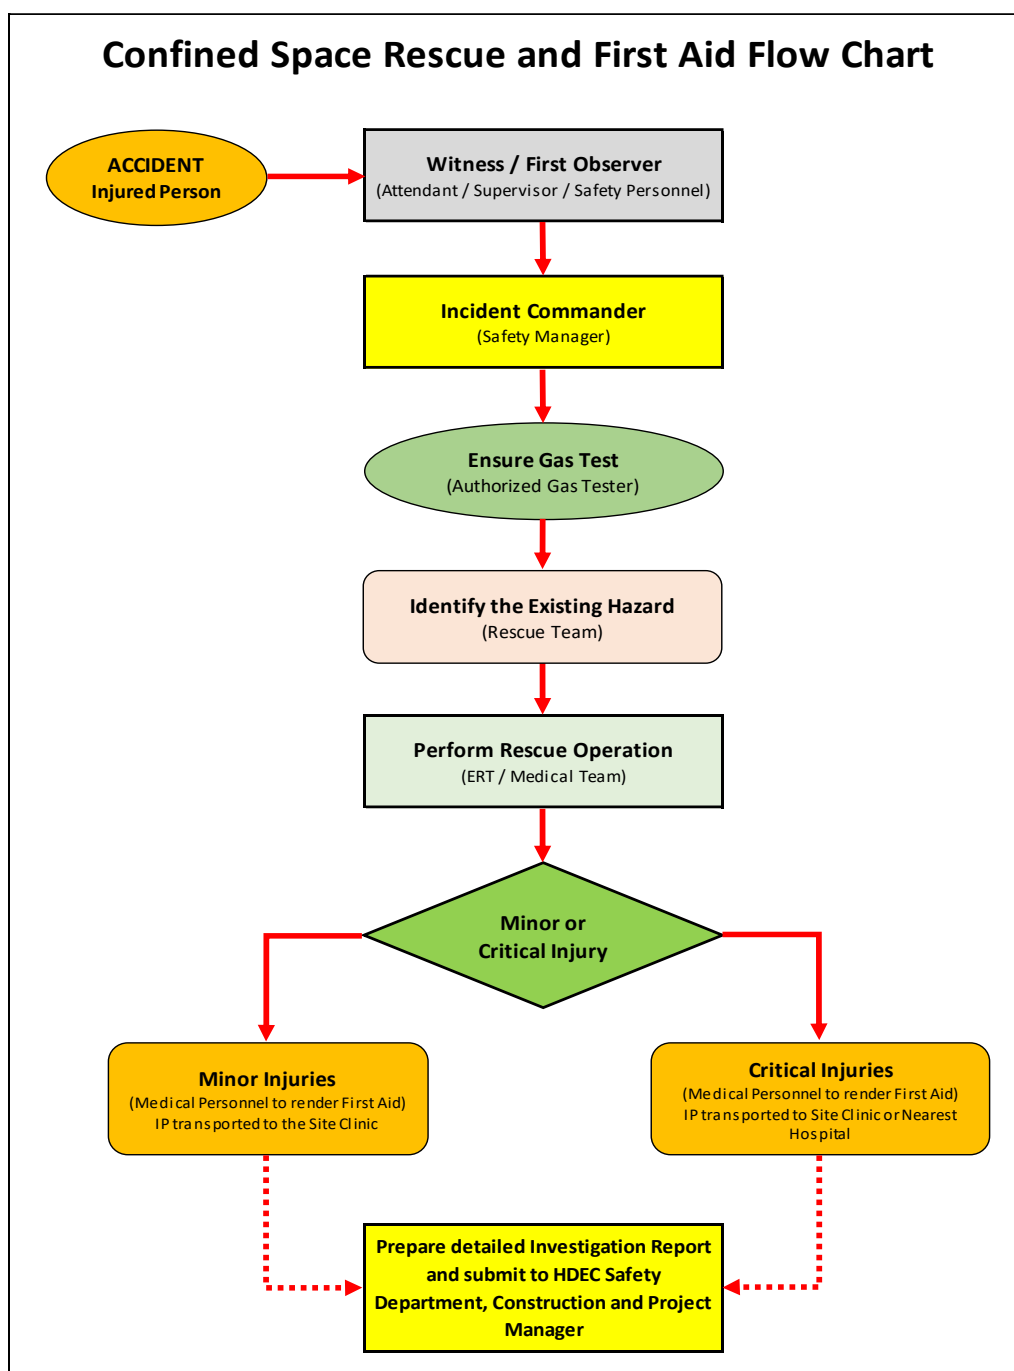 Confined Space Rescue and First Aid Flow Chart
ACCIDENT
Injured Person
Witness / First Observer
(Attendant / Supervisor / Safety Personnel)
Incident Commander
(Safety Manager)
Ensure Gas Test
(Authorized Gas Tester)
Identify the Existing Hazard
(Rescue Team)
Perform Rescue Operation
(ERT / Medical Team)
Minor or
Critical Injury
Minor Injuries
(Medical Personnel to render First Aid)
IP transported to the Site Clinic
Critical Injuries
(Medical Personnel to render First Aid)
IP transported to Site Clinic or Nearest
Hospital
Prepare detailed Investigation Report
and submit to HDEC Safety
Department, Construction and Project
Manager